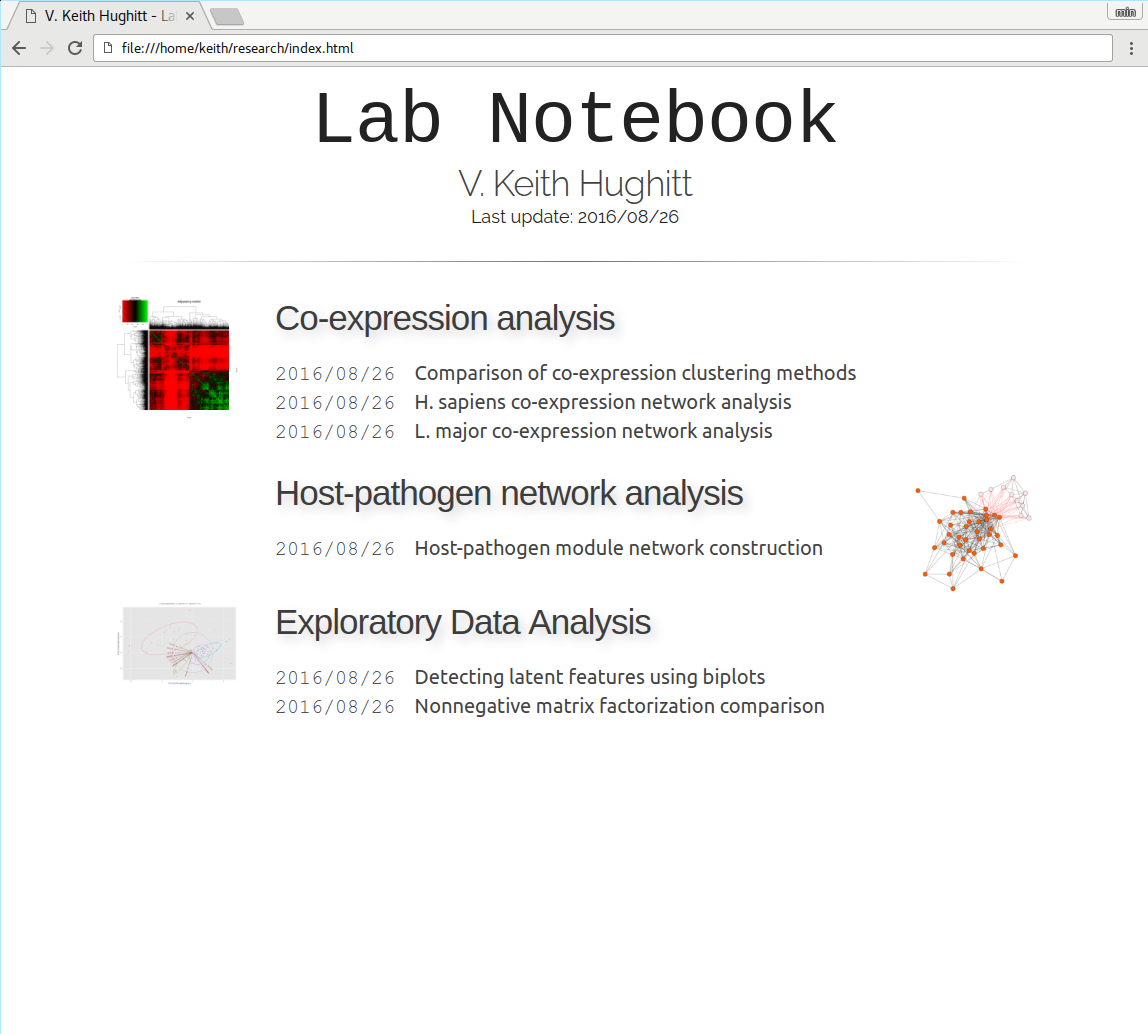 V. Keith Hughitt - La
min
file:///home/keith/research/index.html
Lab Notebook
V. Keith Hughitt
Last update: 2016/08/26
Co-expression analysis
2016/08/26 Comparison of co-expression clustering methods
2016/08/26 H. sapiens co-expression network analysis
2016/08/26 L. major co-expression network analysis
Host-pathogen network analysis
2016/08/26 Host-pathogen module network construction
Exploratory Data Analysis
2016/08/26 Detecting latent features using biplots
2016/08/26 Nonnegative matrix factorization comparison